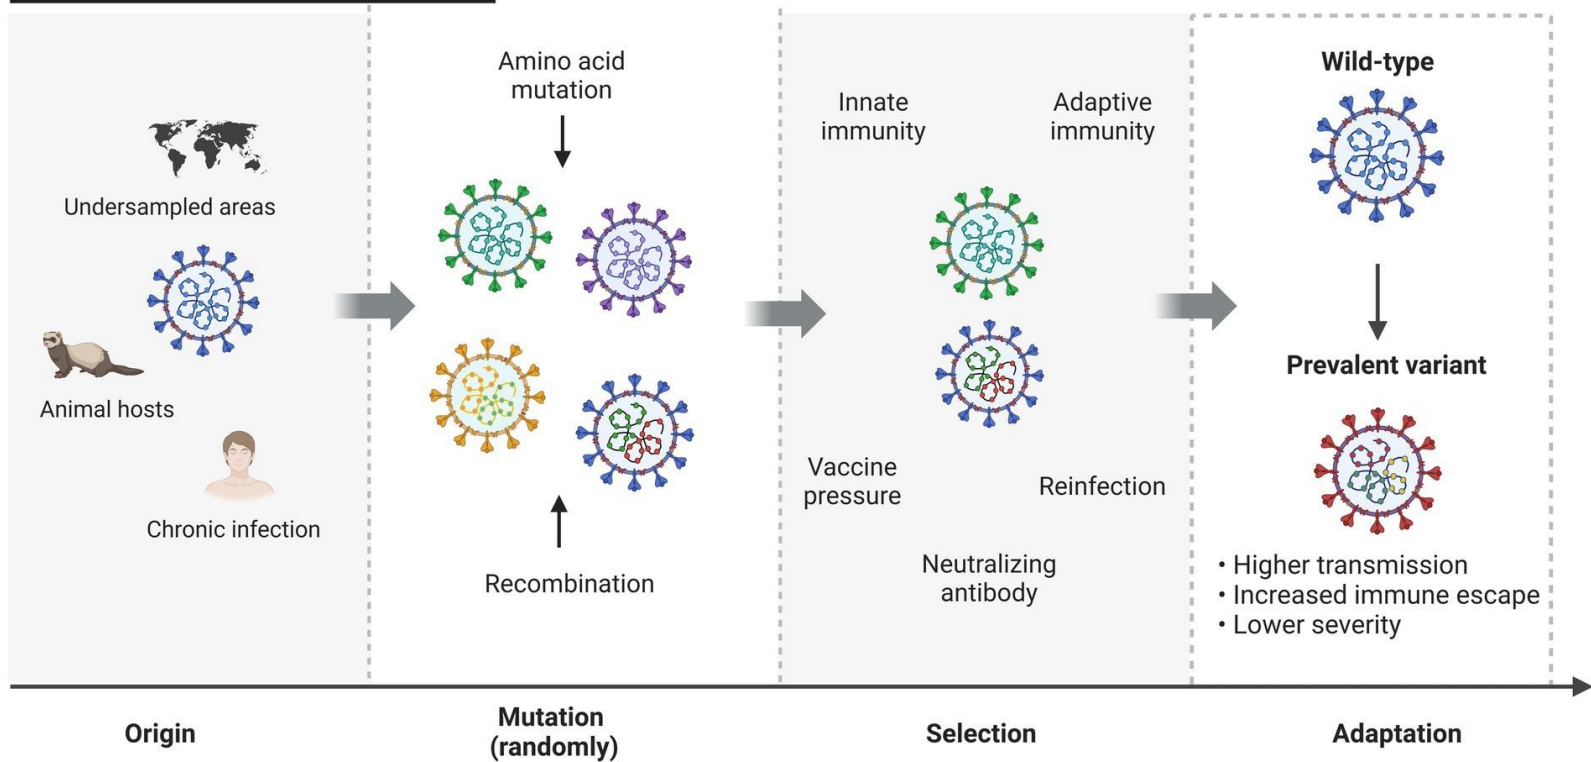 Undersampled areas
Animal hosts
Chronic infection
Amino acid
mutation
Recombination
Innate
immunity
Adaptive
immunity
Vaccine
pressure
Reinfection
Neutralizing
antibody
Wild-type
Prevalent variant
• Higher transmission
• Increased immune escape
• Lower severity
Origin
Mutation
(randomly)
Selection
Adaptation